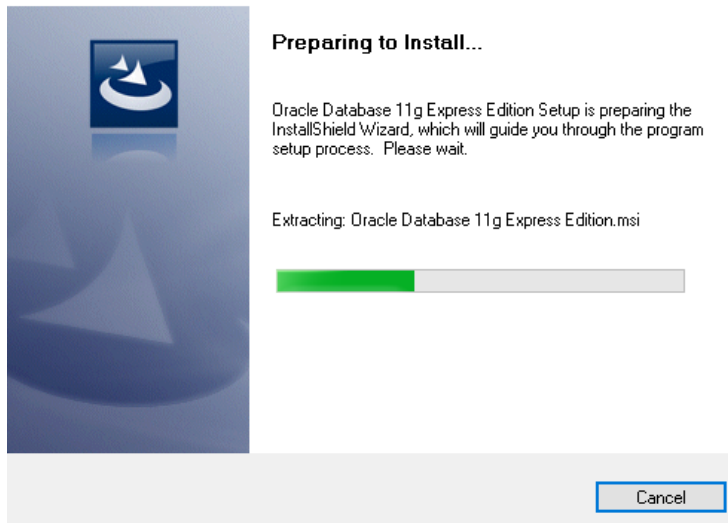 Preparing to Install...
Oracle Database 11g Express Edition Setup is preparing the
InstallShield Wizard, which will guide you through the program
setup process.  Please wait.
Extracting: Oracle Database 11g Express Edition.msi
Cancel